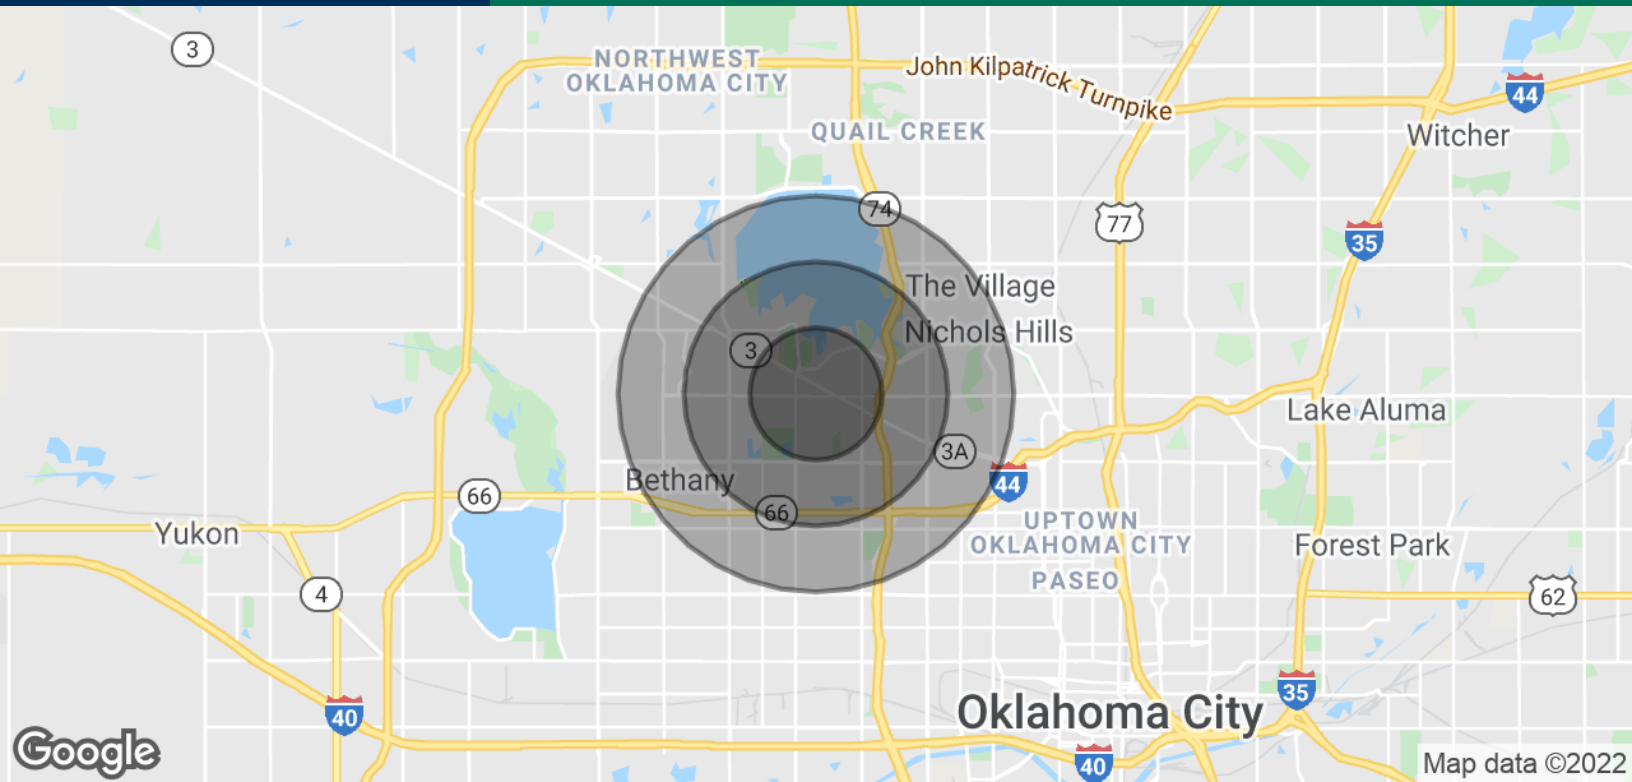 3
NORTHWEST
OKLAHOMA CITY
John Kilpatrick Turnpike
44
QUAIL CREEK
Witcher
74
77
35
The Village
Nichols Hills
3
Lake Aluma
3A
Bethany
44
66
66
UPTOWN
OKLAHOMA CITY
Yukon
Forest Park
PASEO
4
62
35
Oklahoma City
40
Google
40
Map data ©2022